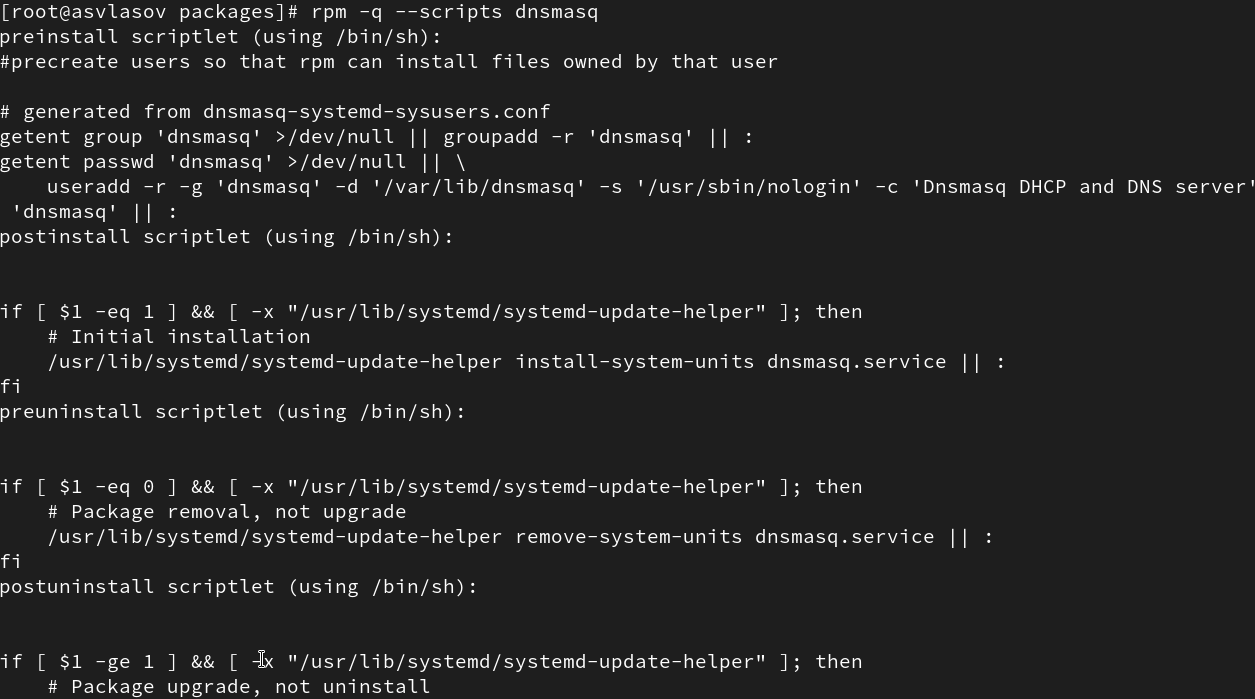 [root@asvlasov packages]# rpm -q --scripts dnsmasq
preinstall scriptlet (using /bin/sh):
#precreate users so that rpm can install files owned by that user

# generated from dnsmasq-systemd-sysusers.conf
getent group 'dnsmasq' >/dev/null || groupadd -r 'dnsmasq' || :
getent passwd 'dnsmasq' >/dev/null || \
    useradd -r -g 'dnsmasq' -d '/var/lib/dnsmasq' -s '/usr/sbin/nologin' -c 'Dnsmasq DHCP and DNS server'
 'dnsmasq' || :
postinstall scriptlet (using /bin/sh):


if [ $1 -eq 1 ] && [ -x "/usr/lib/systemd/systemd-update-helper" ]; then
    # Initial installation
    /usr/lib/systemd/systemd-update-helper install-system-units dnsmasq.service || :
fi
preuninstall scriptlet (using /bin/sh):


if [ $1 -eq 0 ] && [ -x "/usr/lib/systemd/systemd-update-helper" ]; then
    # Package removal, not upgrade
    /usr/lib/systemd/systemd-update-helper remove-system-units dnsmasq.service || :
fi
postuninstall scriptlet (using /bin/sh):


if [ $1 -ge 1 ] && [ -x "/usr/lib/systemd/systemd-update-helper" ]; then
    # Package upgrade, not uninstall